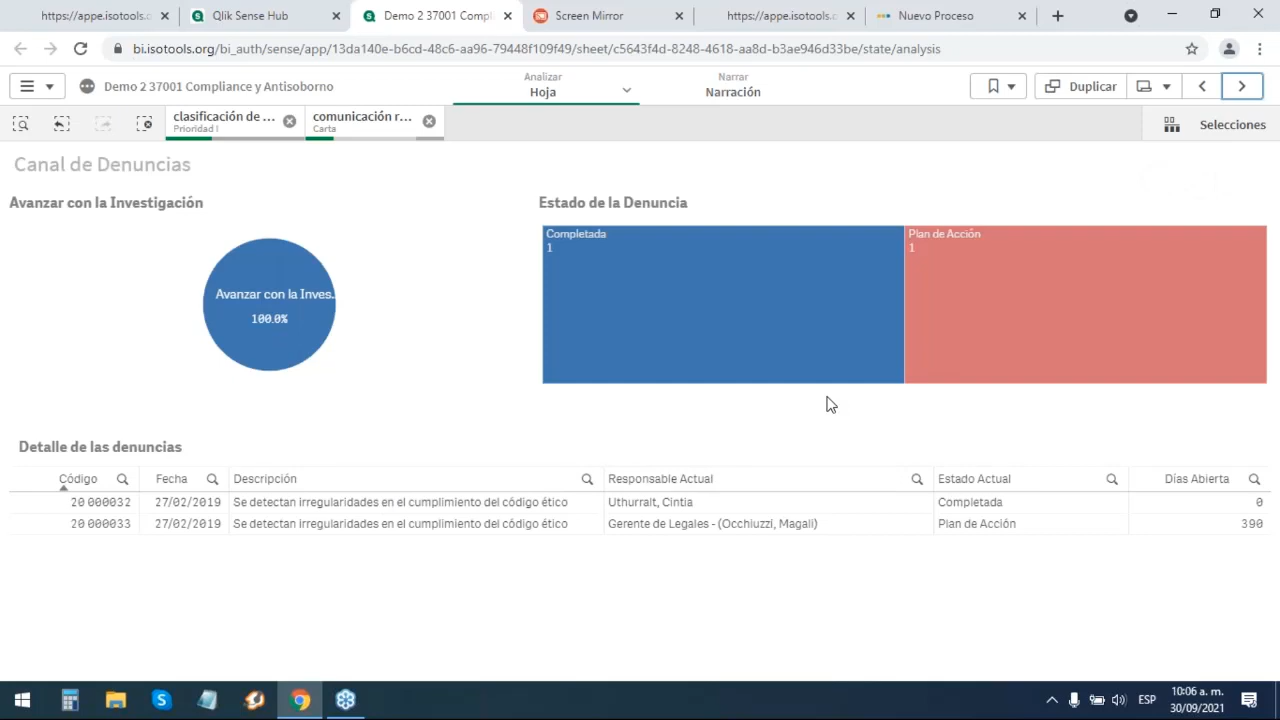 https://appe.isotools.
Qlik Sense Hub
Demo 2 37001 Compli
Screen Mirror
https://appe.isotools.
Nuevo Proceso
bi.isotools.org/bi_auth/sense/app/13da140e-b6cd-48c6-aa96-79448f109f49/sheet/c5643f4d-8248-4618-aa8d-b3ae946d33be/state/analysis
Demo 2 37001 Compliance y Antisoborno
Analizar
Hoja
Narrar
Narración
Duplicar
clasificación de ...
Prioridad I
comunicación r...
Carta
Selecciones
Canal de Denuncias
Avanzar con la Investigación
Estado de la Denuncia
Avanzar con la Inves...
100.0%
Completada
1
Plan de Acción
1
Detalle de las denuncias
Código Fecha Descripción Responsable Actual Estado Actual Días Abierta
20000032 27/02/2019 Se detectan irregularidades en el cumplimiento del código ético Uthurralt, Cintia Completada 0
20000033 27/02/2019 Se detectan irregularidades en el cumplimiento del código ético Gerente de Legales - (Occhiuzzi, Magali) Plan de Acción 390
ESP
10:06 a. m.
30/09/2021